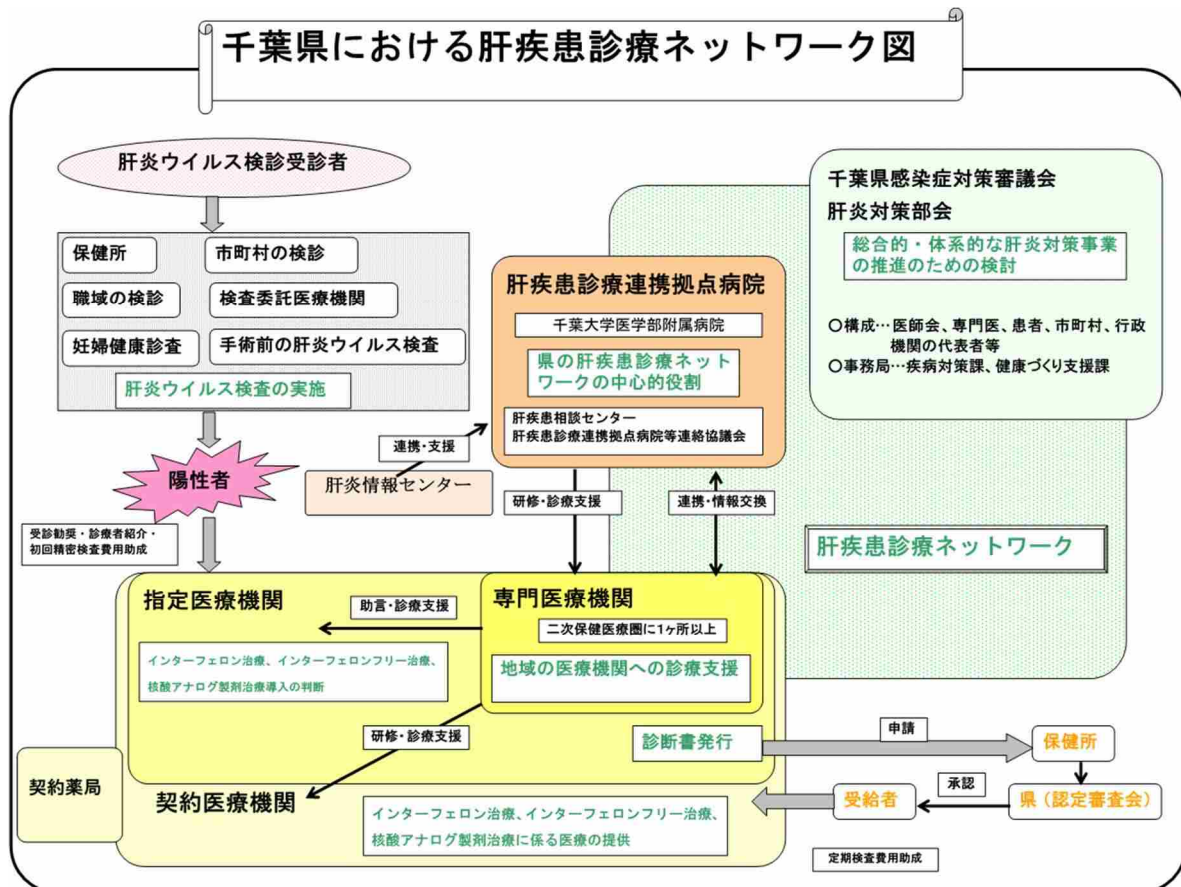 千葉県における肝疾患診療ネットワーク図
肝炎ウイルス検診受診者
保健所
市町村の検診
職域の検診
検査委託医療機関
妊婦健康診査
手術前の肝炎ウイルス検査
肝炎ウイルス検査の実施
陽性者
受診勧奨・診療者紹介・
初回精密検査費用助成
連携・支援
肝炎情報センター
肝疾患診療連携拠点病院
千葉大学医学部附属病院
県の肝疾患診療ネット
ワークの中心的役割
肝疾患相談センター
肝疾患診療連携拠点病院等連絡協議会
千葉県感染症対策審議会
肝炎対策部会
総合的・体系的な肝炎対策事業
の推進のための検討
○構成…医師会、専門医、患者、市町村、行政
機関の代表者等
○事務局…疾病対策課、健康づくり支援課
研修・診療支援
連携・情報交換
肝疾患診療ネットワーク
指定医療機関
助言・診療支援
専門医療機関
二次保健医療圏に1ヶ所以上
地域の医療機関への診療支援
インターフェロン治療、インターフェロンフリー治療、
核酸アナログ製剤治療導入の判断
研修・診療支援
診断書発行
申請
保健所
承認
県(認定審査会)
受給者
契約薬局
契約医療機関
インターフェロン治療、インターフェロンフリー治療、
核酸アナログ製剤治療に係る医療の提供
定期検査費用助成